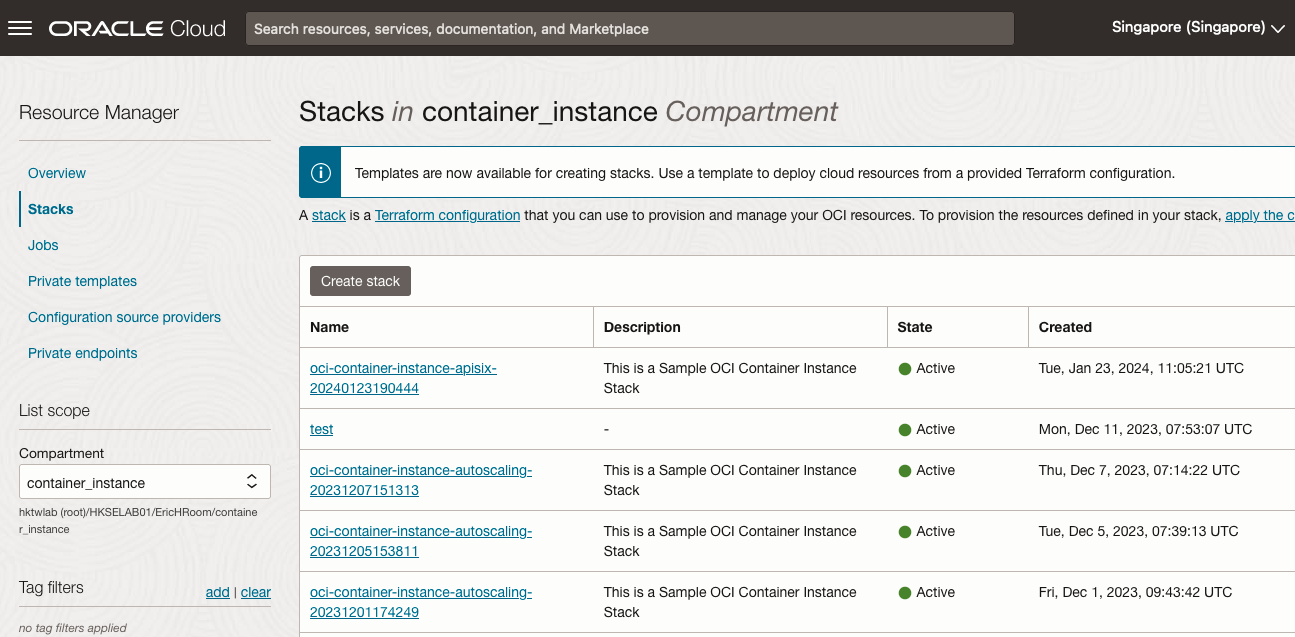 ORACLE Cloud
Search resources, services, documentation, and Marketplace
Singapore (Singapore)
Resource Manager
Overview
Stacks
Jobs
Private templates
Configuration source providers
Private endpoints
List scope
Compartment
container_instance
hktwlab (root)/HKSELAB01/EricHRoom/containe
r_instance
Tag filters
add | clear
no tag filters applied
Stacks in container_instance Compartment
Templates are now available for creating stacks. Use a template to deploy cloud resources from a provided Terraform configuration.
A stack is a Terraform configuration that you can use to provision and manage your OCI resources. To provision the resources defined in your stack, apply the c
Create stack
Name Description State Created
oci-container-instance-apisix- This is a Sample OCI Container Instance Active Tue, Jan 23, 2024, 11:05:21 UTC
20240123190444 Stack
test - Active Mon, Dec 11, 2023, 07:53:07 UTC
oci-container-instance-autoscaling- This is a Sample OCI Container Instance Active Thu, Dec 7, 2023, 07:14:22 UTC
20231207151313 Stack
oci-container-instance-autoscaling- This is a Sample OCI Container Instance Active Tue, Dec 5, 2023, 07:39:13 UTC
20231205153811 Stack
oci-container-instance-autoscaling- This is a Sample OCI Container Instance Active Fri, Dec 1, 2023, 09:43:42 UTC
20231201174249 Stack